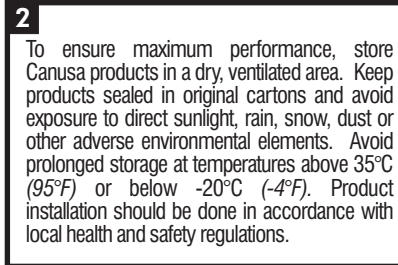 2
To ensure maximum performance, store
Canusa products in a dry, ventilated area. Keep
products sealed in original cartons and avoid
exposure to direct sunlight, rain, snow, dust or
other adverse environmental elements. Avoid
prolonged storage at temperatures above 35°C
(95°F) or below -20°C (-4°F). Product
installation should be done in accordance with
local health and safety regulations.